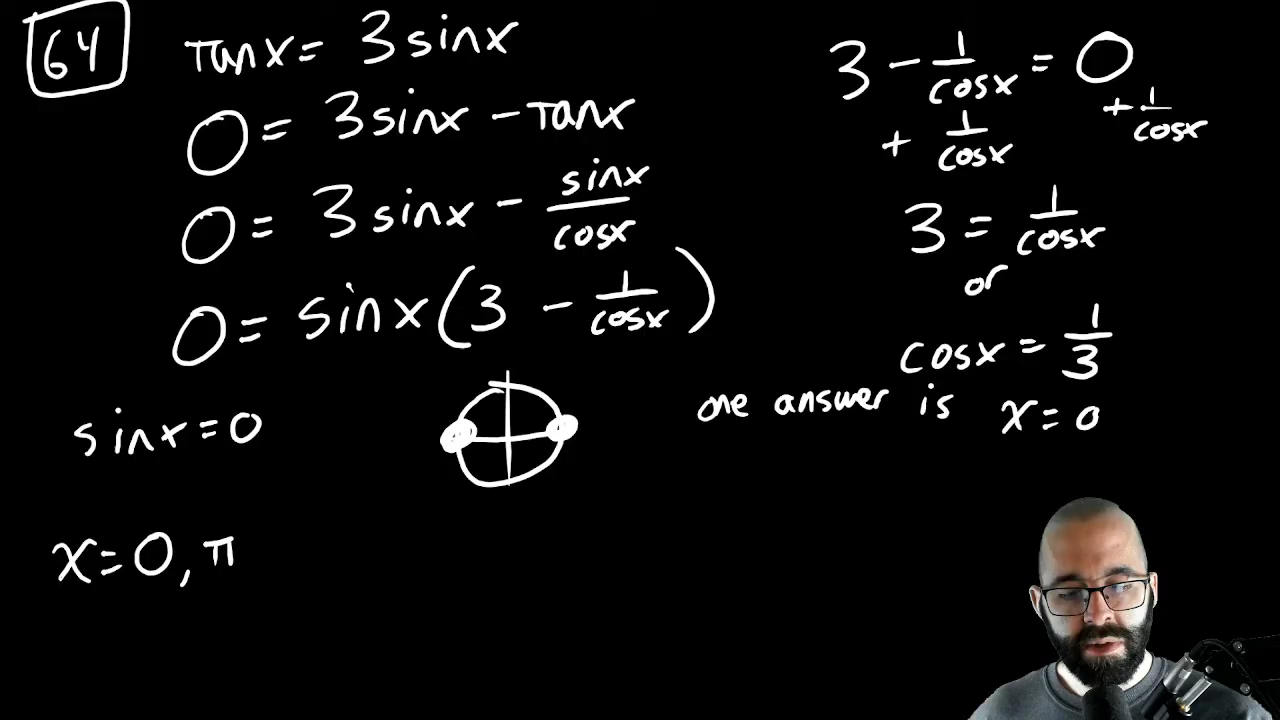 64
tanx = 3sinx
0 = 3sinx - tanx
0 = 3sinx - sinx/cosx
0 = sinx(3 - 1/cosx)
sinx = 0
x = 0, π
3 - 1/cosx = 0
+ 1/cosx + 1/cosx
3 = 1/cosx
or
cosx = 1/3
one answer is x = 0